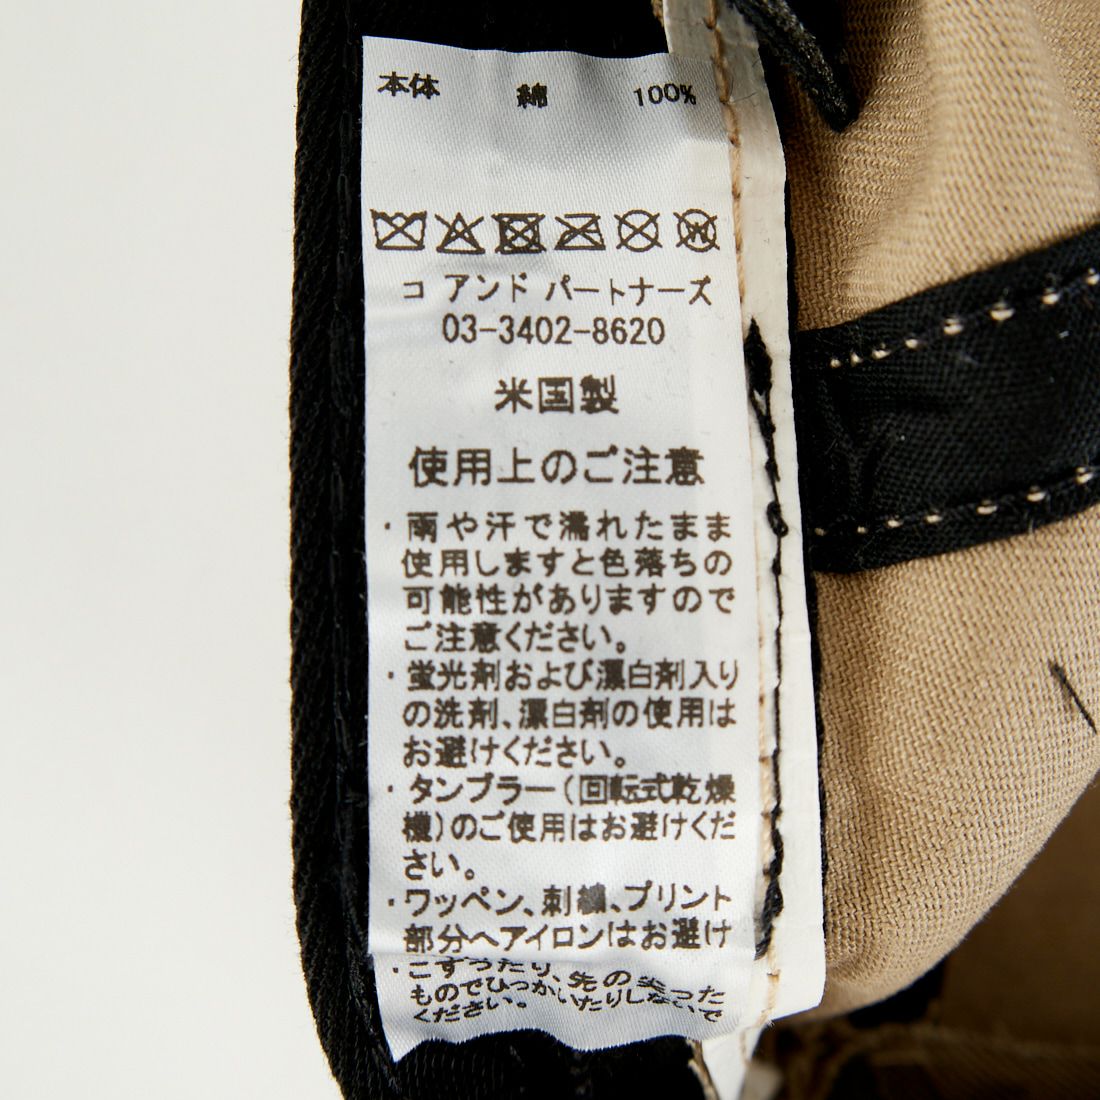 本体 綿 100%
コ アンド パートナーズ
03-3402-8620
米国製
使用上のご注意
・雨や汗で濡れたまま
使用しますと色落ちの
可能性がありますので
ご注意ください。
・蛍光剤および漂白剤入り
の洗剤、漂白剤の使用は
お避けください。
・タンブラー(回転式乾燥
機)のご使用はお避けくだ
さい。
・ワッペン、刺繍、プリント
部分へアイロンはお避け
・こすったり、先の尖った
ものでひっかいたりしないで
ください。